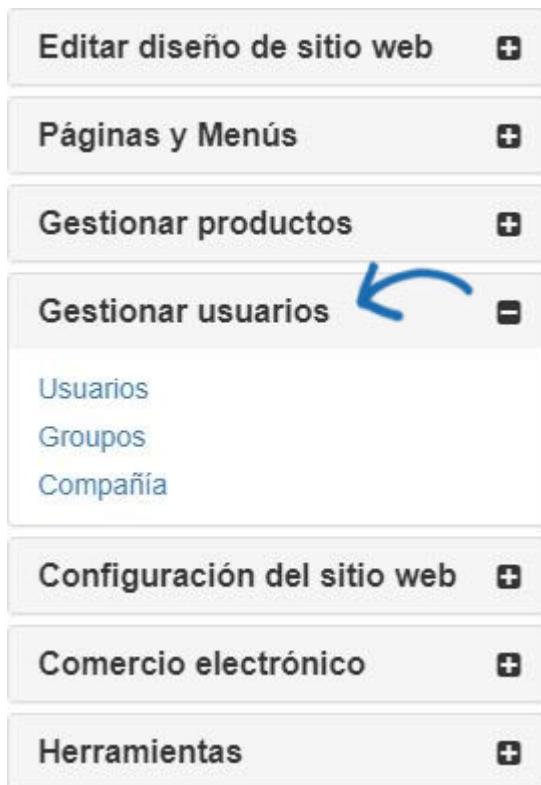 Editar diseño de sitio web
Páginas y Menús
Gestionar productos
Gestionar usuarios
Usuarios
Groupos
Compañía
Configuración del sitio web
Comercio electrónico
Herramientas